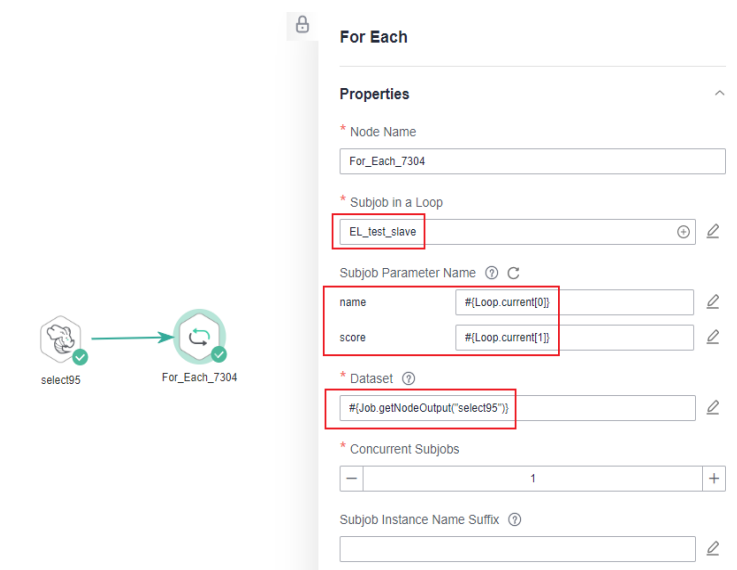 For Each
Properties
* Node Name
For_Each_7304
* Subjob in a Loop
EL_test_slave
Subjob Parameter Name
name #{Loop.current[0]}
score #{Loop.current[1]}
* Dataset
#{Job.getNodeOutput("select95")}
* Concurrent Subjobs
1
Subjob Instance Name Suffix
select95
For_Each_7304